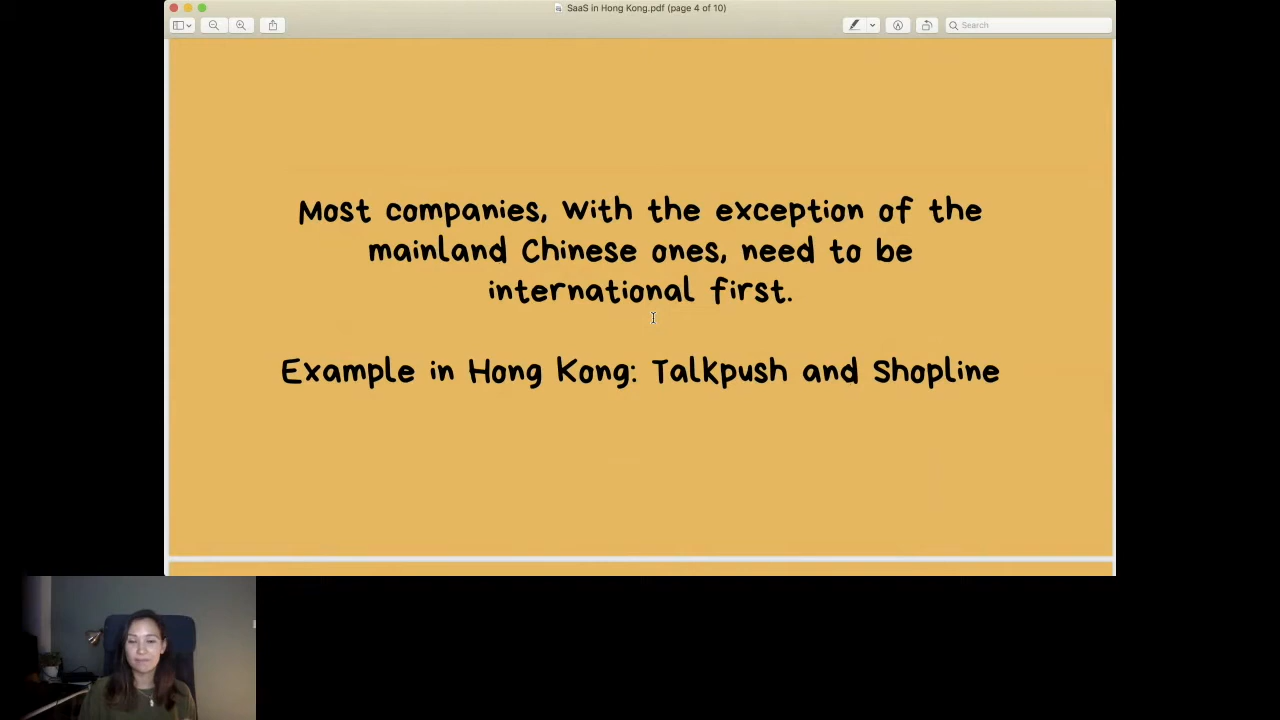 SaaS in Hong Kong.pdf (page 4 of 10)
Search
Most companies, with the exception of the
mainland Chinese ones, need to be
international first.
Example in Hong Kong: Talkpush and Shopline